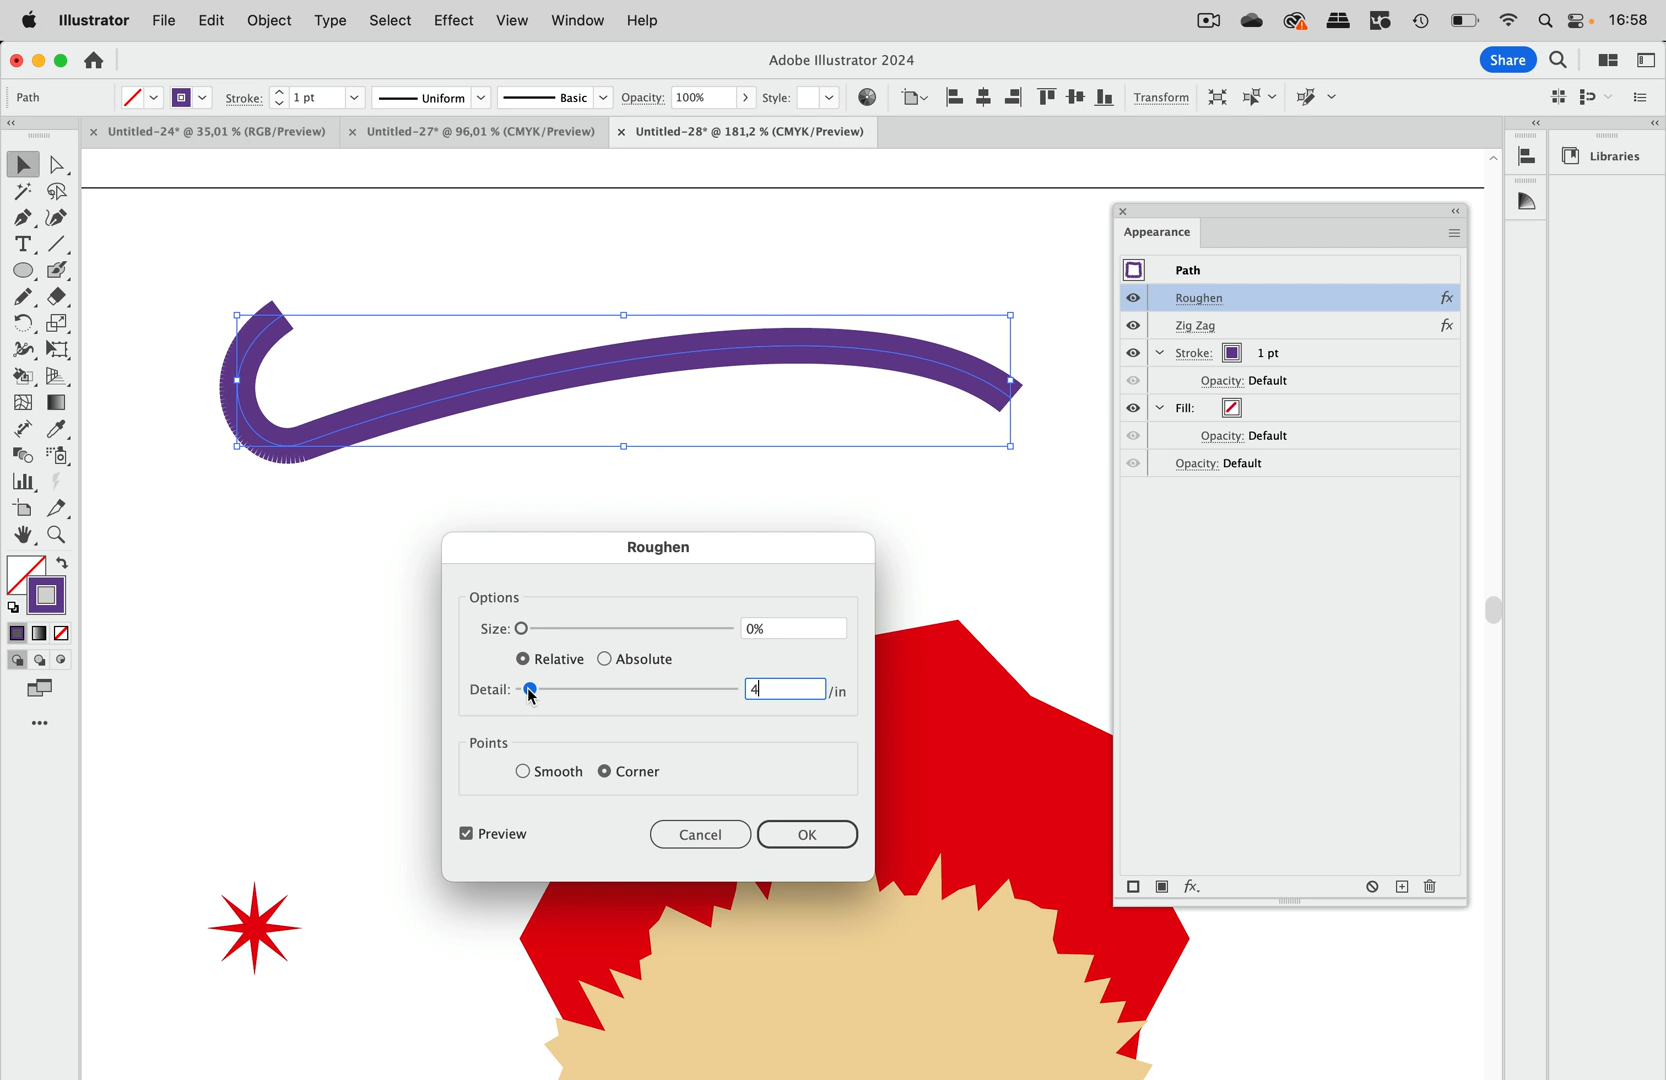 Illustrator File Edit Object Type Select Effect View Window Help 16:58
Adobe Illustrator 2024 Share
Path Stroke: 1 pt Uniform Basic Opacity: 100% Style: Transform
Untitled-24* @ 35,01 % (RGB/Preview) Untitled-27* @ 96,01 % (CMYK/Preview) Untitled-28* @ 181,2 % (CMYK/Preview)
Libraries
Appearance
Path
Roughen fx
Zig Zag fx
Stroke: 1 pt
Opacity: Default
Fill:
Opacity: Default
Opacity: Default
fx.
Roughen
Options
Size: 0%
Relative Absolute
Detail: 4 /in
Points
Smooth Corner
Preview Cancel OK